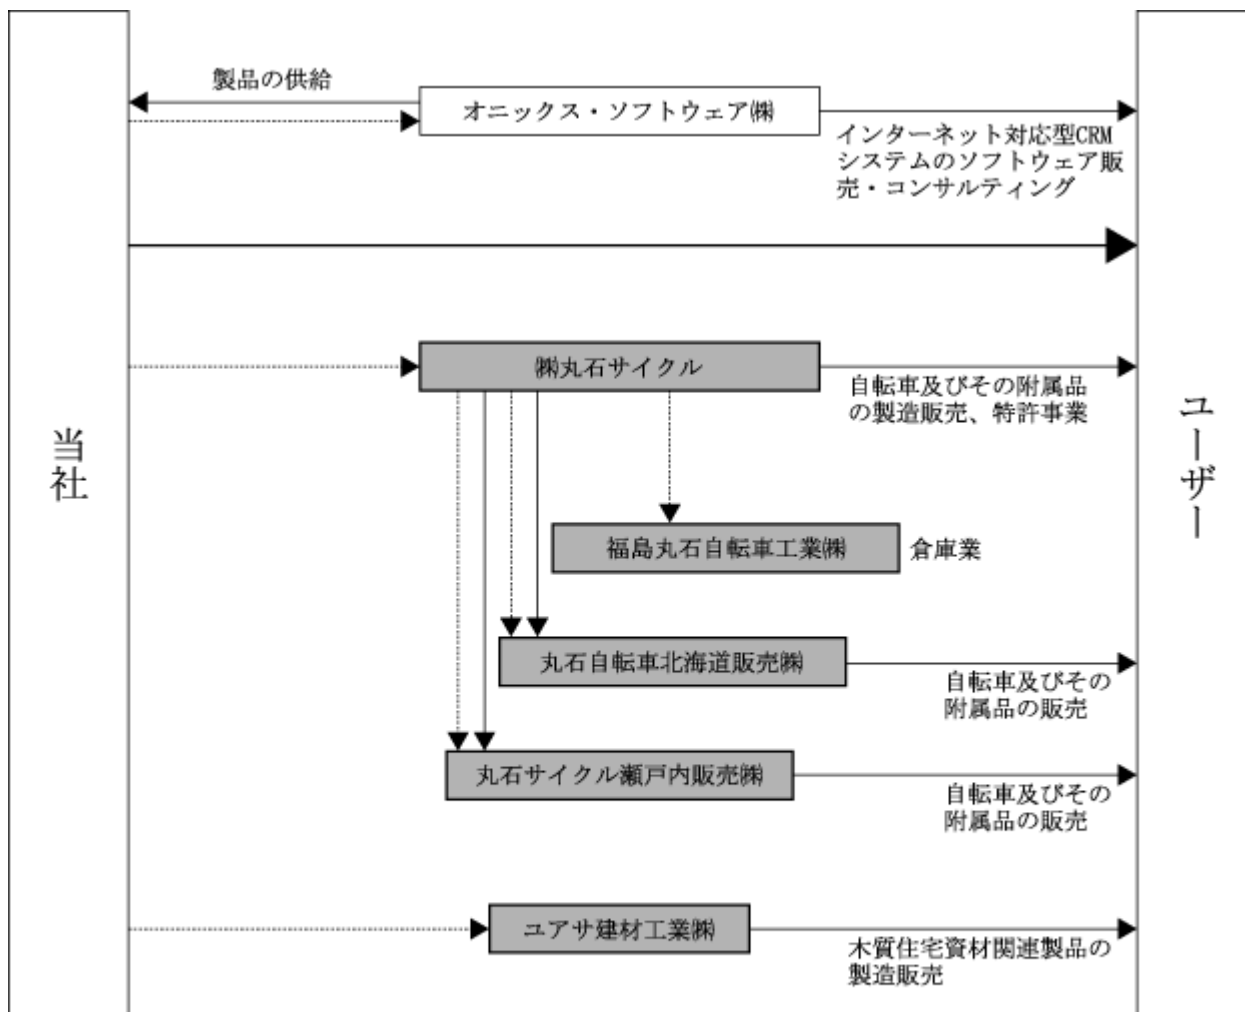 製品の供給
オニックス・ソフトウェア㈱
インターネット対応型CRM
システムのソフトウェア販
売・コンサルティング
㈱丸石サイクル
自転車及びその附属品
の製造販売、特許事業
当社
ユーザー
福島丸石自転車工業㈱
倉庫業
丸石自転車北海道販売㈱
自転車及びその
附属品の販売
丸石サイクル瀬戸内販売㈱
自転車及びその
附属品の販売
ユアサ建材工業㈱
木質住宅資材関連製品の
製造販売